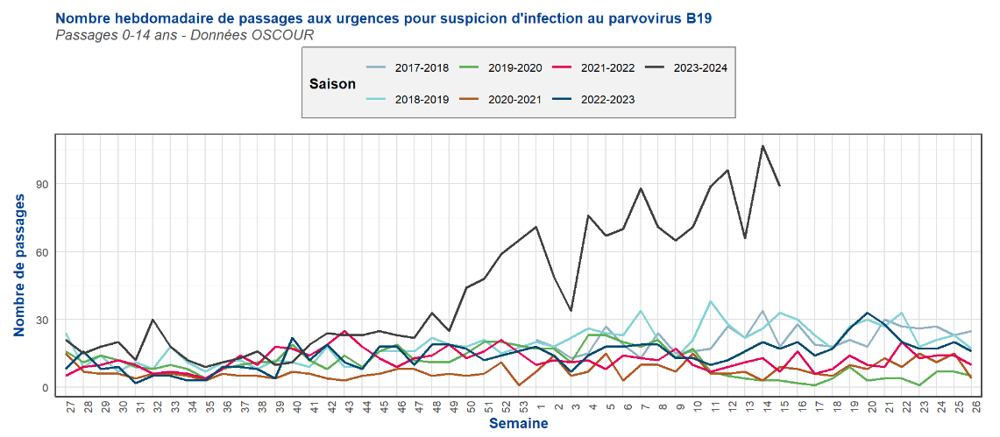 Nombre hebdomadaire de passages aux urgences pour suspicion d'infection au parvovirus B19
Passages 0-14 ans - Données OSCOUR
Saison
2017-2018 2019-2020 2021-2022 2023-2024
2018-2019 2020-2021 2022-2023
Nombre de passages
90
60
30
0
27 28 29 30 31 32 33 34 35 36 37 38 39 40 41 42 43 44 45 46 47 48 49 50 51 52 53 1 2 3 4 5 6 7 8 9 10 11 12 13 14 15 16 17 18 19 20 21 22 23 24 25 26
Semaine